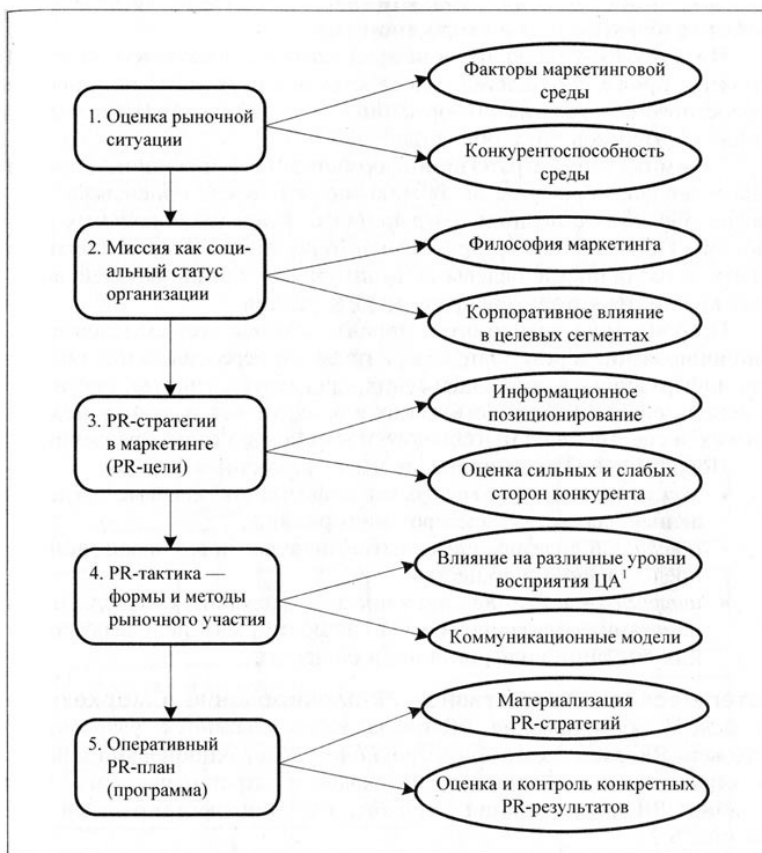 Факторы маркетинговой
среды
1. Оценка рыночной
ситуации
Конкурентоспособность
среды
2. Миссия как соци-
альный статус
организации
Философия маркетинга
Корпоративное влияние
в целевых сегментах
3. PR-стратегии
в маркетинге
(PR-цели)
Информационное
позиционирование
Оценка сильных и слабых
сторон конкурента
4. PR-тактика —
формы и методы
рыночного участия
Влияние на разные уровни
восприятия ЦА¹
Коммуникационные модели
5. Оперативный
PR-план
(программа)
Материализация
PR-стратегий
Оценка и контроль конкретных
PR-результатов